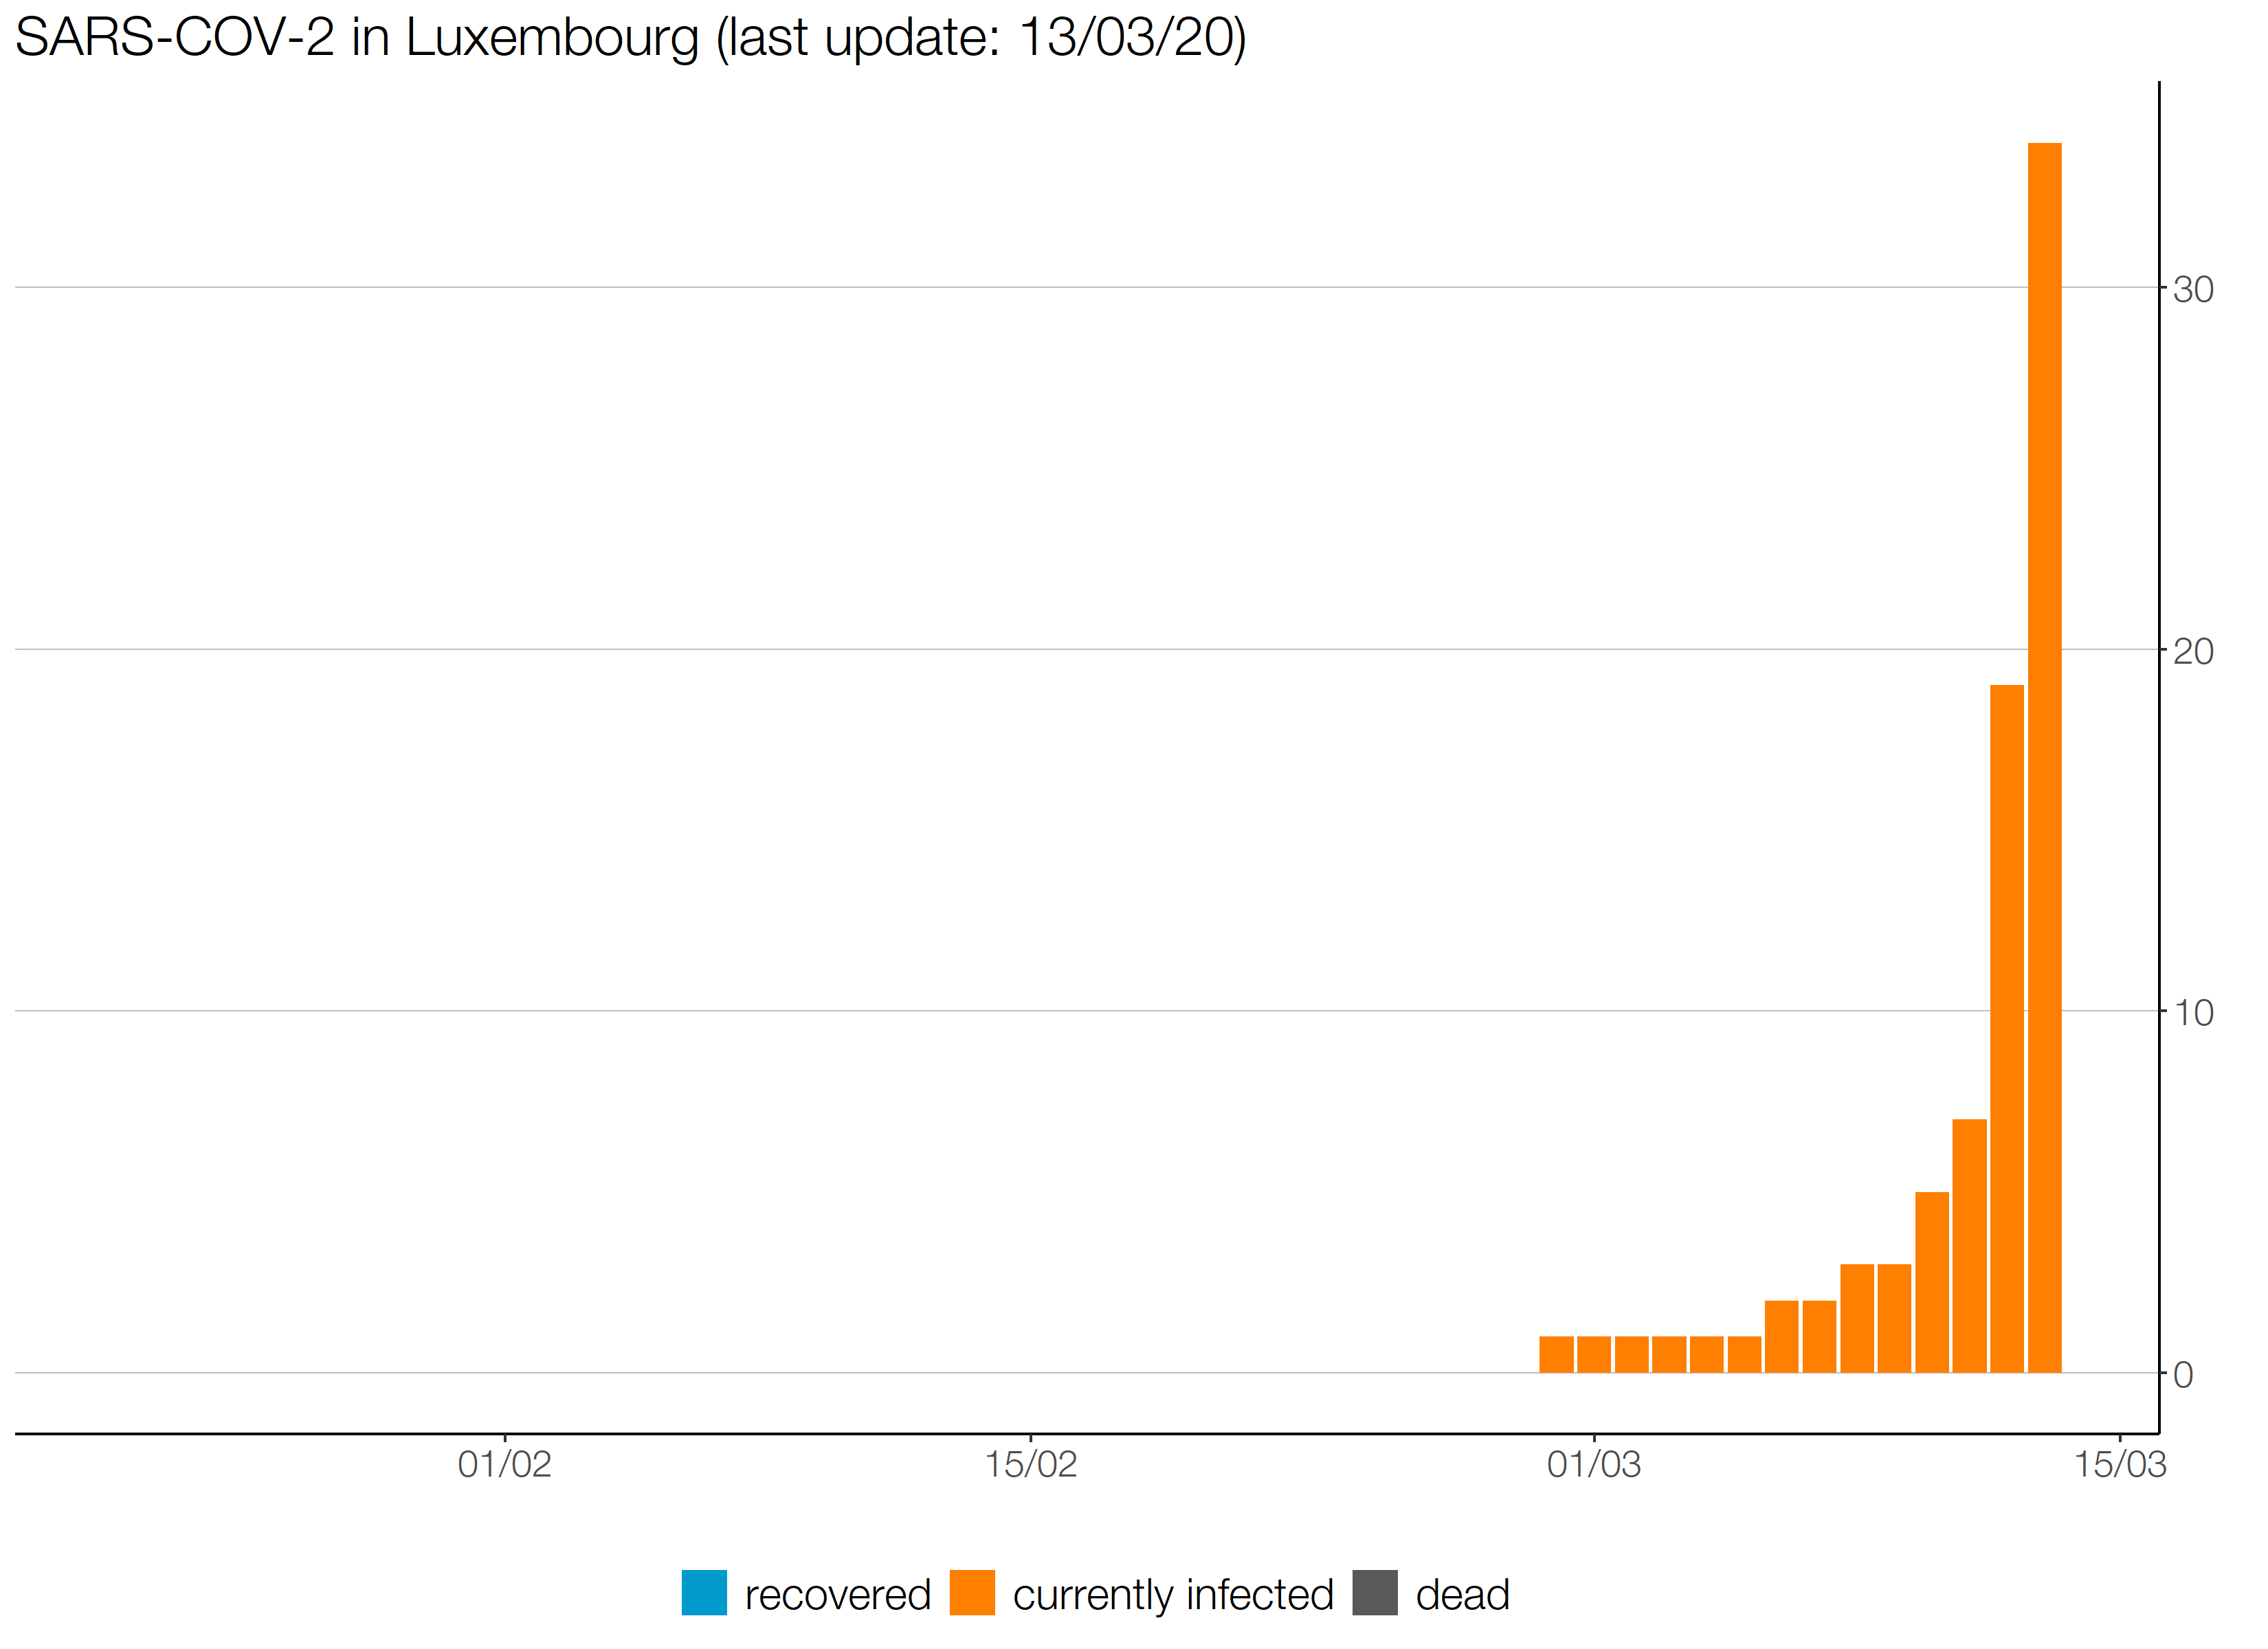 SARS-COV-2 in Luxembourg (last update: 13/03/20)
30
20
10
0
01/02 15/02 01/03 15/03
recovered currently infected dead